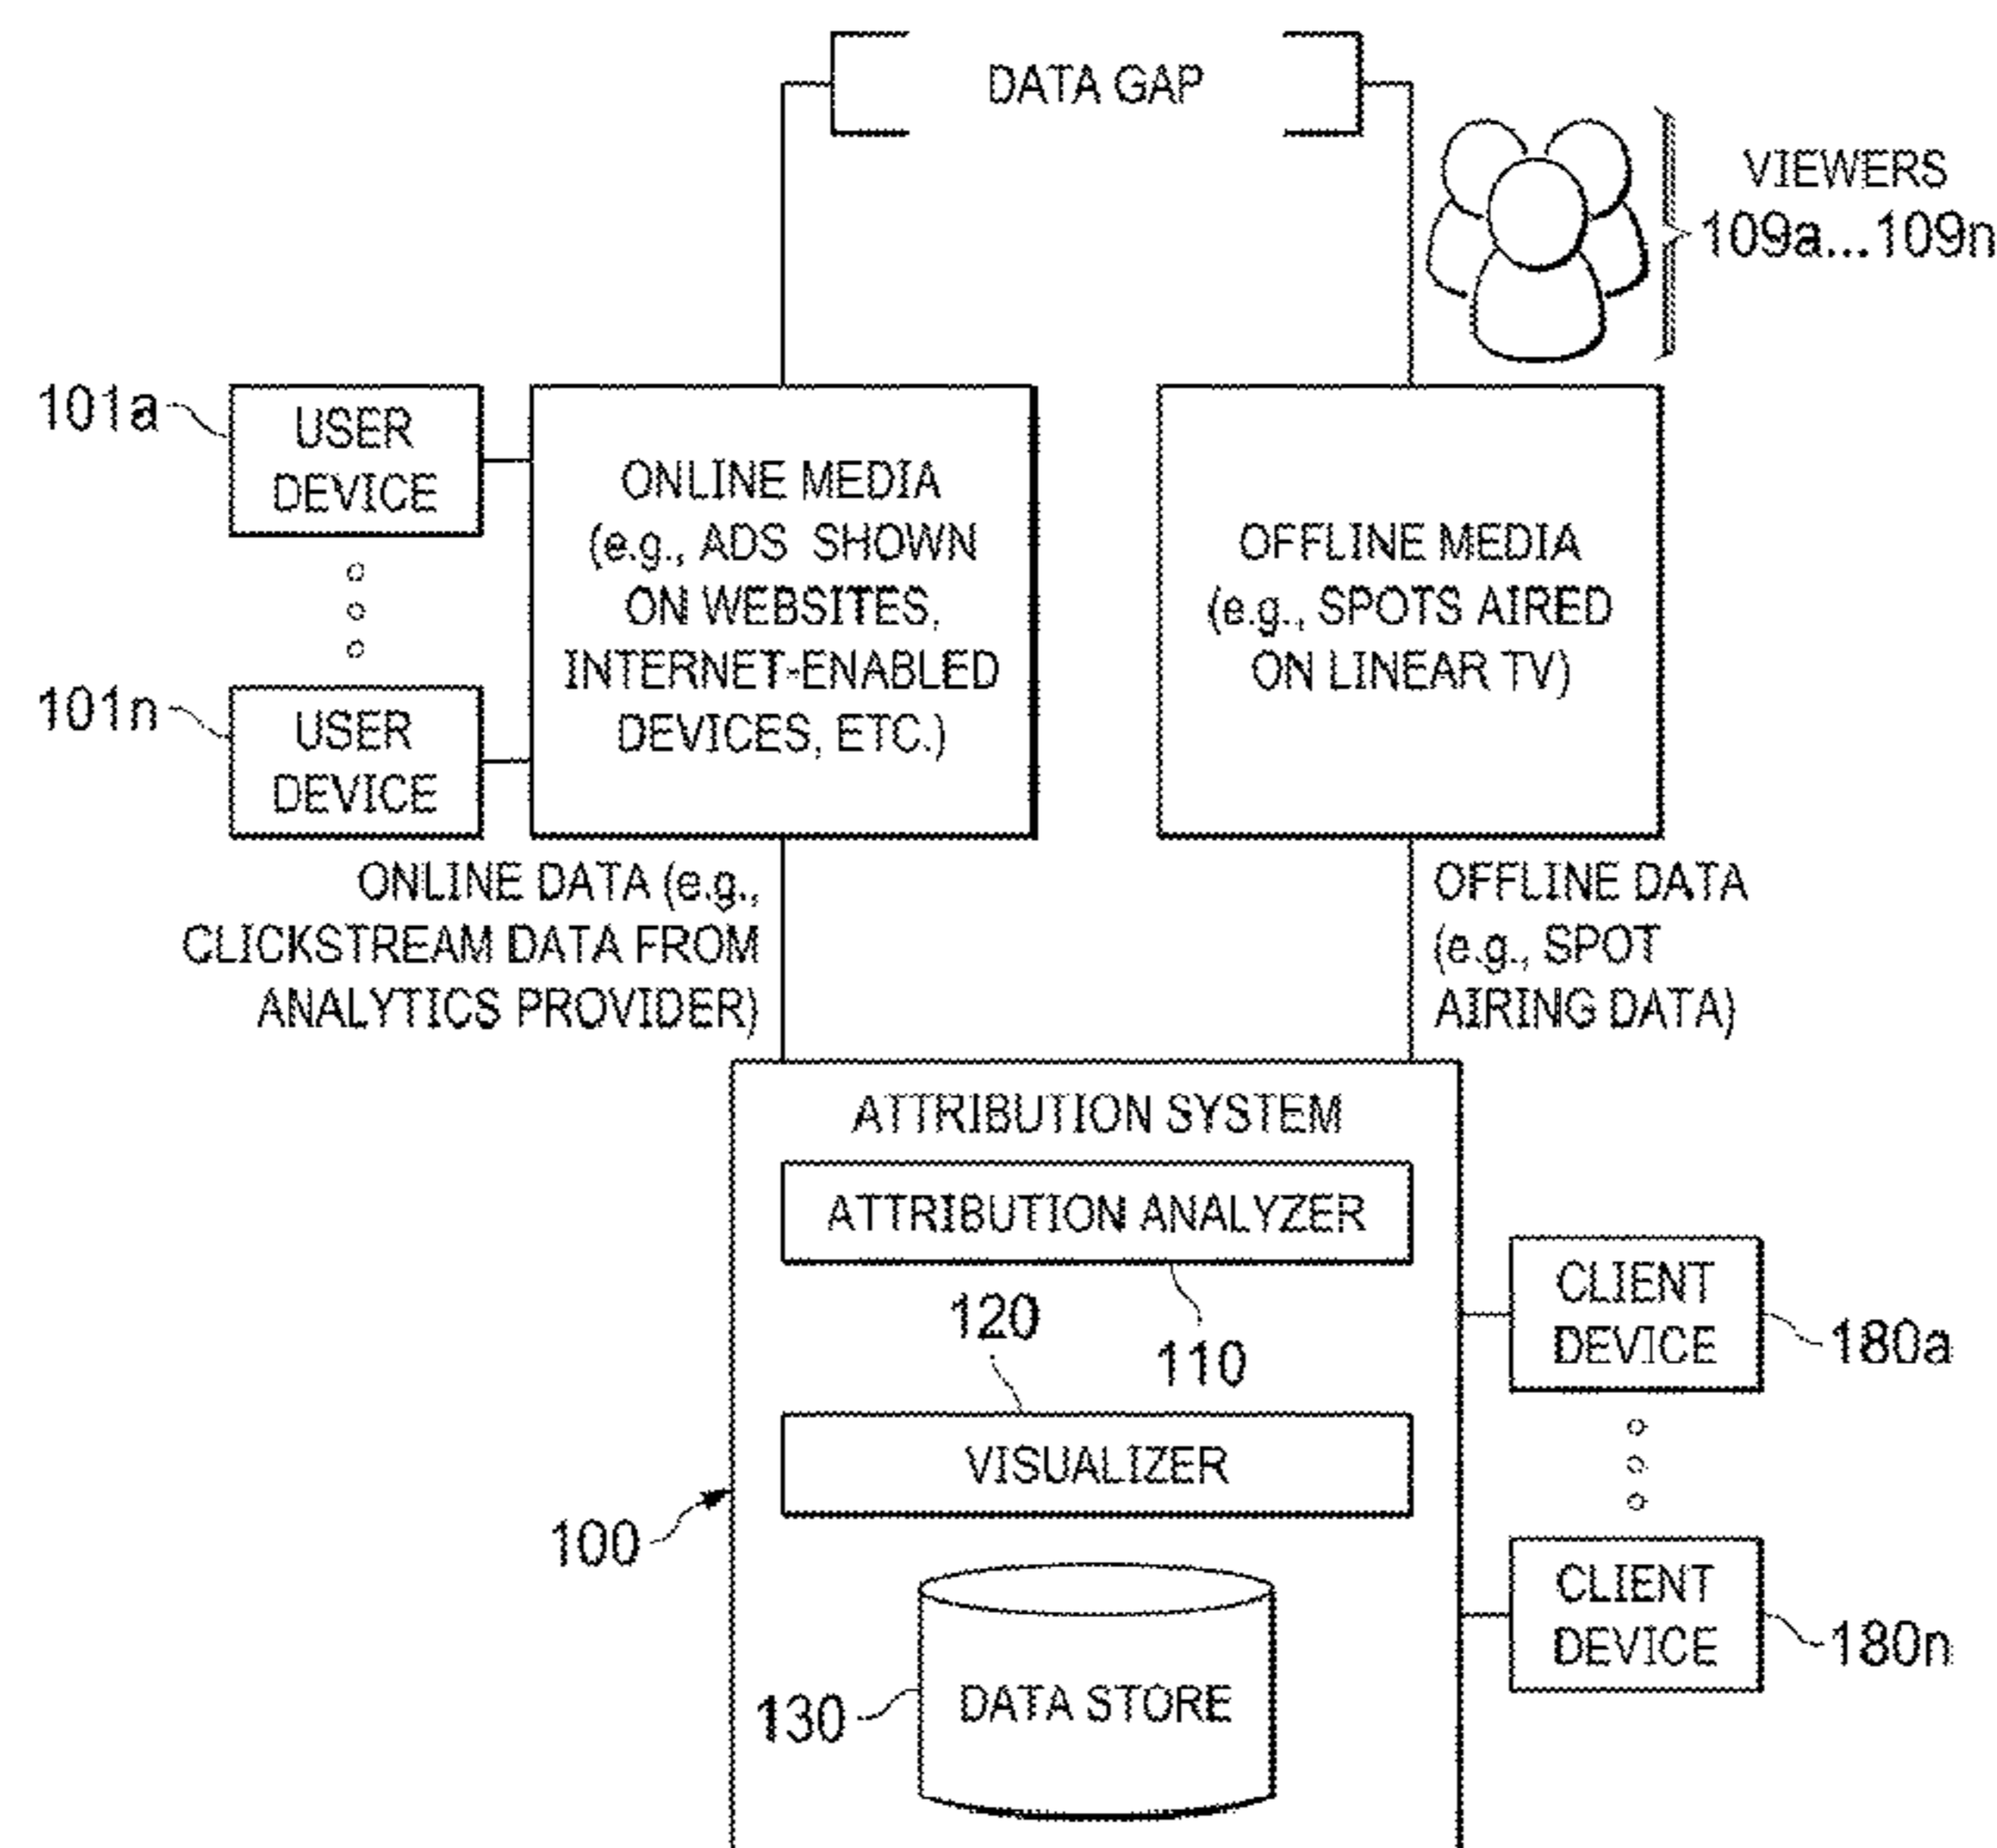 DATA GAP
VIEWERS
109a...109n
101a
USER
DEVICE
101n
USER
DEVICE
ONLINE MEDIA
(e.g., ADS SHOWN
ON WEBSITES,
INTERNET-ENABLED
DEVICES, ETC.)
OFFLINE MEDIA
(e.g., SPOTS AIRED
ON LINEAR TV)
ONLINE DATA (e.g.,
CLICKSTREAM DATA FROM
ANALYTICS PROVIDER)
OFFLINE DATA
(e.g., SPOT
AIRING DATA)
ATTRIBUTION SYSTEM
ATTRIBUTION ANALYZER
110
120
VISUALIZER
100
130
DATA STORE
CLIENT
DEVICE
180a
CLIENT
DEVICE
180n